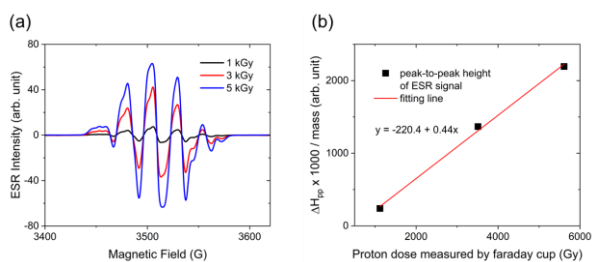 (a)
ESR Intensity (arb. unit)
80
40
0
-40
-80
1 kGy
3 kGy
5 kGy
3400
3500
3600
Magnetic Field (G)
(b)
ΔHpp x 1000 / mass (arb. unit)
2000
1000
0
peak-to-peak height
of ESR signal
fitting line
y = -220.4 + 0.44x
2000
4000
6000
Proton dose measured by faraday cup (Gy)